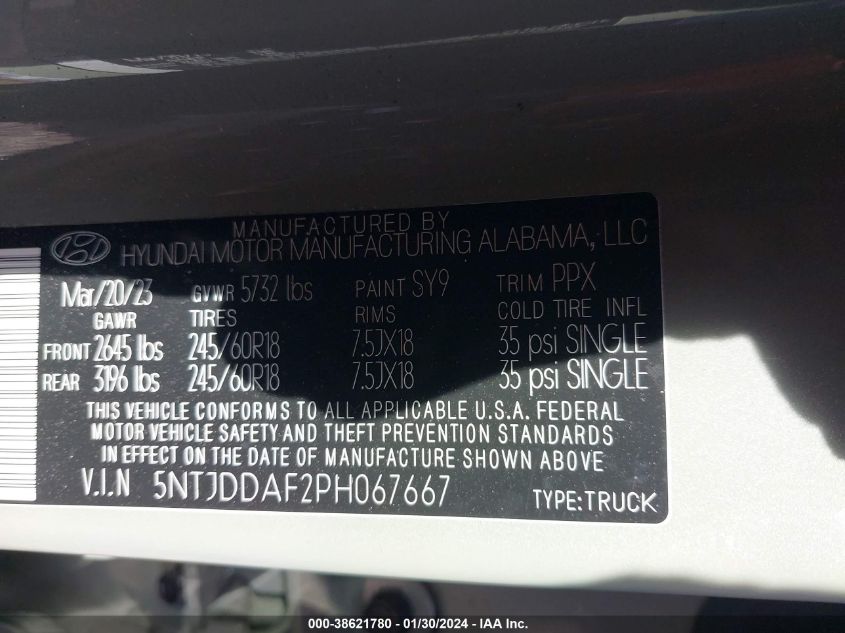 MANUFACTURED BY
HYUNDAI MOTOR MANUFACTURING ALABAMA, LLC
Mar/20/23 GVWR 5732 lbs PAINT SY9 TRIM PPX
GAWR TIRES RIMS COLD TIRE INFL
FRONT 2645 lbs 245/60R18 7.5JX18 35 psi SINGLE
REAR 3196 lbs 245/60R18 7.5JX18 35 psi SINGLE
THIS VEHICLE CONFORMS TO ALL APPLICABLE U.S.A. FEDERAL
MOTOR VEHICLE SAFETY AND THEFT PREVENTION STANDARDS
IN EFFECT ON THE DATE OF MANUFACTURE SHOWN ABOVE.
V.I.N 5NTJDDAF2PH067667 TYPE:TRUCK
000-38621780 - 01/30/2024 - IAA Inc.